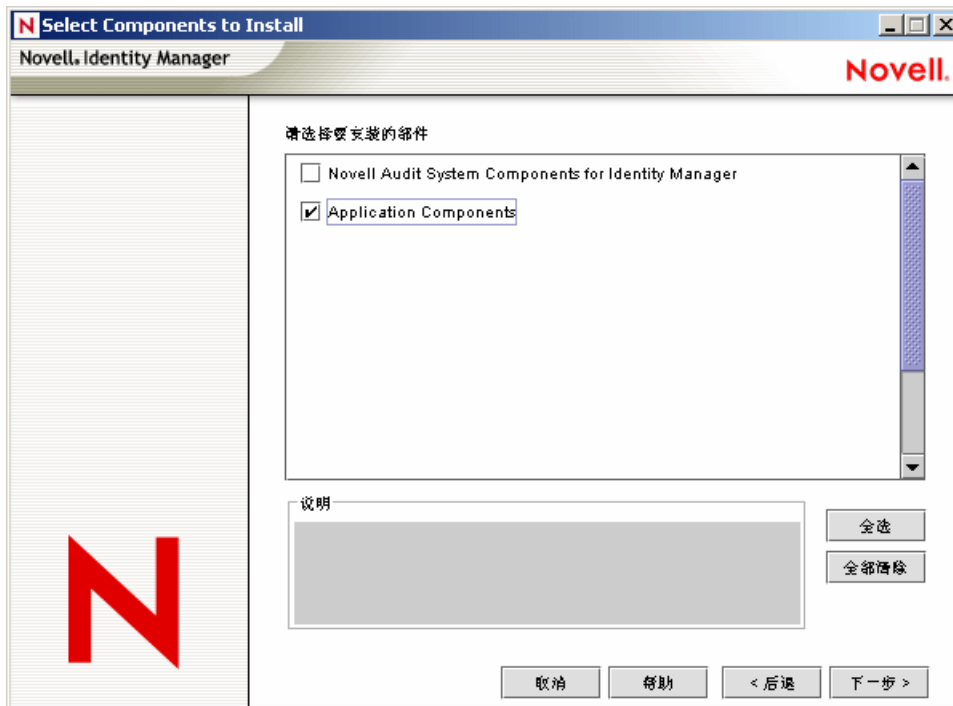 Select Components to Install
Novell. Identity Manager
Novell.
请选择要安装的部件
Novell Audit System Components for Identity Manager
Application Components
说明
全选
全部清除
取消
帮助
< 后退
下一步 >